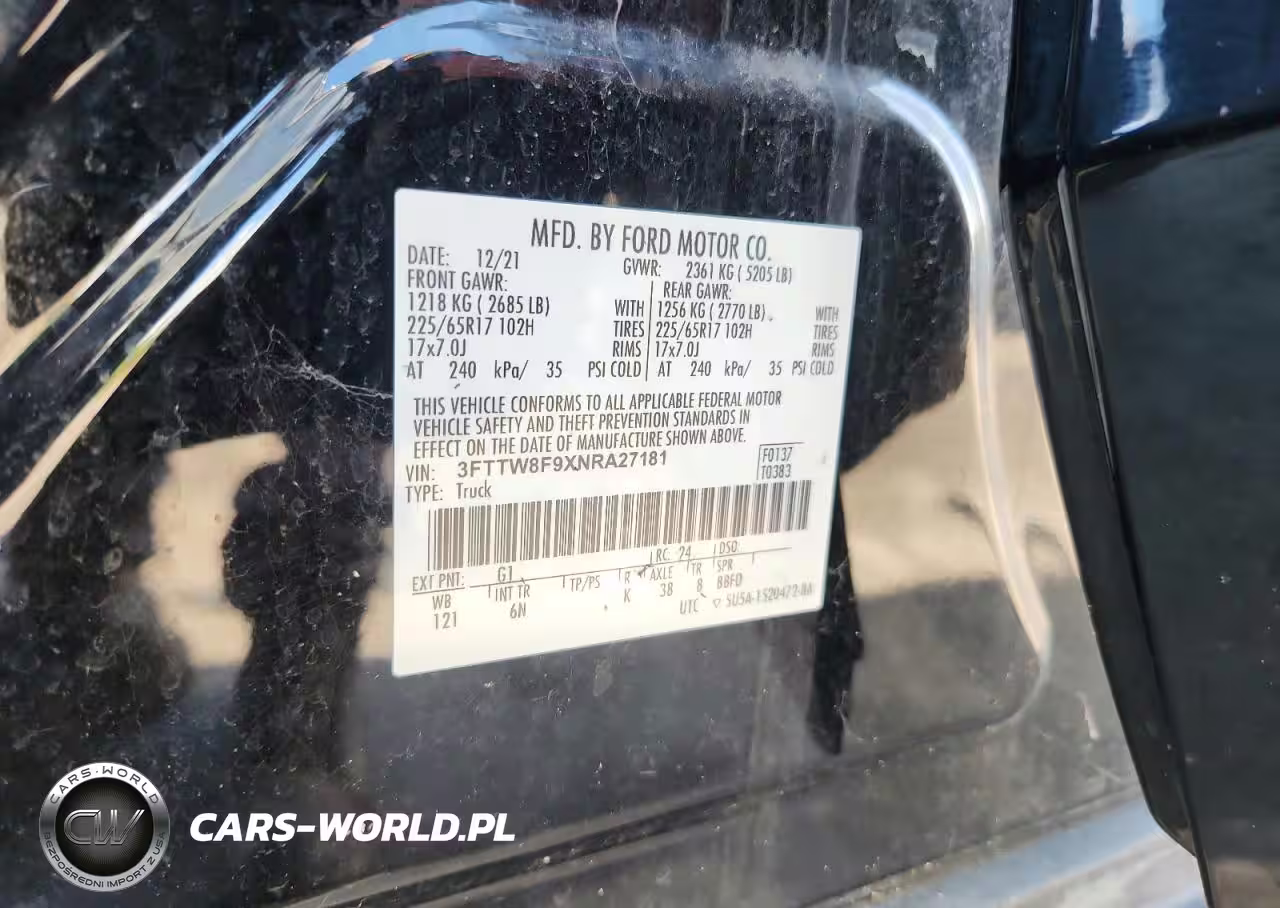 MFD. BY FORD MOTOR CO.
DATE: 12/21 GVWR: 2361 KG ( 5205 LB)
FRONT GAWR: REAR GAWR:
1218 KG ( 2685 LB) WITH 1256 KG ( 2770 LB) WITH
225/65R17 102H TIRES 225/65R17 102H TIRES
17x7.0J RIMS 17x7.0J RIMS
AT 240 kPa/ 35 PSI COLD AT 240 kPa/ 35 PSI COLD
THIS VEHICLE CONFORMS TO ALL APPLICABLE FEDERAL MOTOR
VEHICLE SAFETY AND THEFT PREVENTION STANDARDS IN
EFFECT ON THE DATE OF MANUFACTURE SHOWN ABOVE.
VIN: 3FTTW8F9XNRA27181 F0137
TYPE: Truck T0383
EXT PNT: G1 RC: 24 DSO:
WB INT TR TP/PS R AXLE TR SPR
121 6N K 38 8 BBFD
UTC
CARS-WORLD
CW
BEZPOŚREDNI IMPORT Z USA
CARS-WORLD.PL